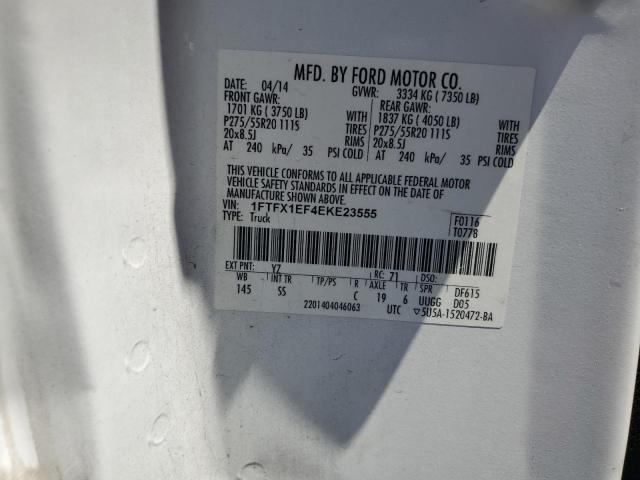 MFD. BY FORD MOTOR CO.
DATE: 04/14 GVWR: 3334 KG ( 7350 LB)
FRONT GAWR: REAR GAWR:
1701 KG ( 3750 LB) WITH 1837 KG ( 4050 LB) WITH
P275/55R20 111S TIRES P275/55R20 111S TIRES
20x8.5J RIMS 20x8.5J RIMS
AT 240 kPa/ 35 PSI COLD AT 240 kPa/ 35 PSI COLD
THIS VEHICLE CONFORMS TO ALL APPLICABLE FEDERAL MOTOR
VEHICLE SAFETY STANDARDS IN EFFECT ON THE DATE OF
MANUFACTURE SHOWN ABOVE.
VIN: 1FTFX1EF4EKE23555 F0116
TYPE: Truck T0778
EXT PNT: YZ RC: 71 DSO:
WB INT TR TP/PS R AXLE TR SPR DF615
145 SS C 19 6 UUGG D05
2201404046063 UTC ▽5U5A-1520472-BA